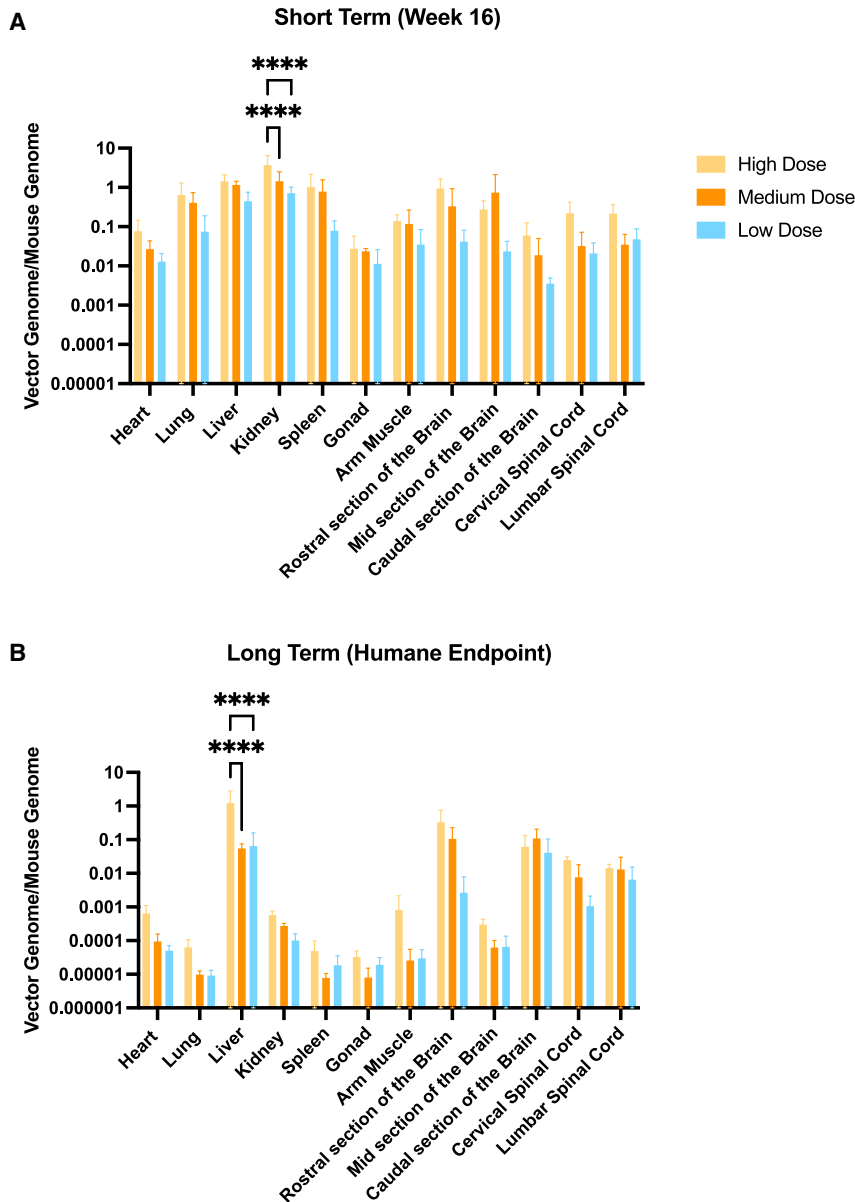 A
Short Term (Week 16)
****
****
Vector Genome/Mouse Genome
10
1
0.1
0.01
0.001
0.0001
0.00001
Heart
Lung
Liver
Kidney
Spleen
Gonad
Arm Muscle
Rostral section of the Brain
Mid section of the Brain
Caudal section of the Brain
Cervical Spinal Cord
Lumbar Spinal Cord
High Dose
Medium Dose
Low Dose
B
Long Term (Humane Endpoint)
****
****
Vector Genome/Mouse Genome
10
1
0.1
0.01
0.001
0.0001
0.00001
0.000001
Heart
Lung
Liver
Kidney
Spleen
Gonad
Arm Muscle
Rostral section of the Brain
Mid section of the Brain
Caudal section of the Brain
Cervical Spinal Cord
Lumbar Spinal Cord